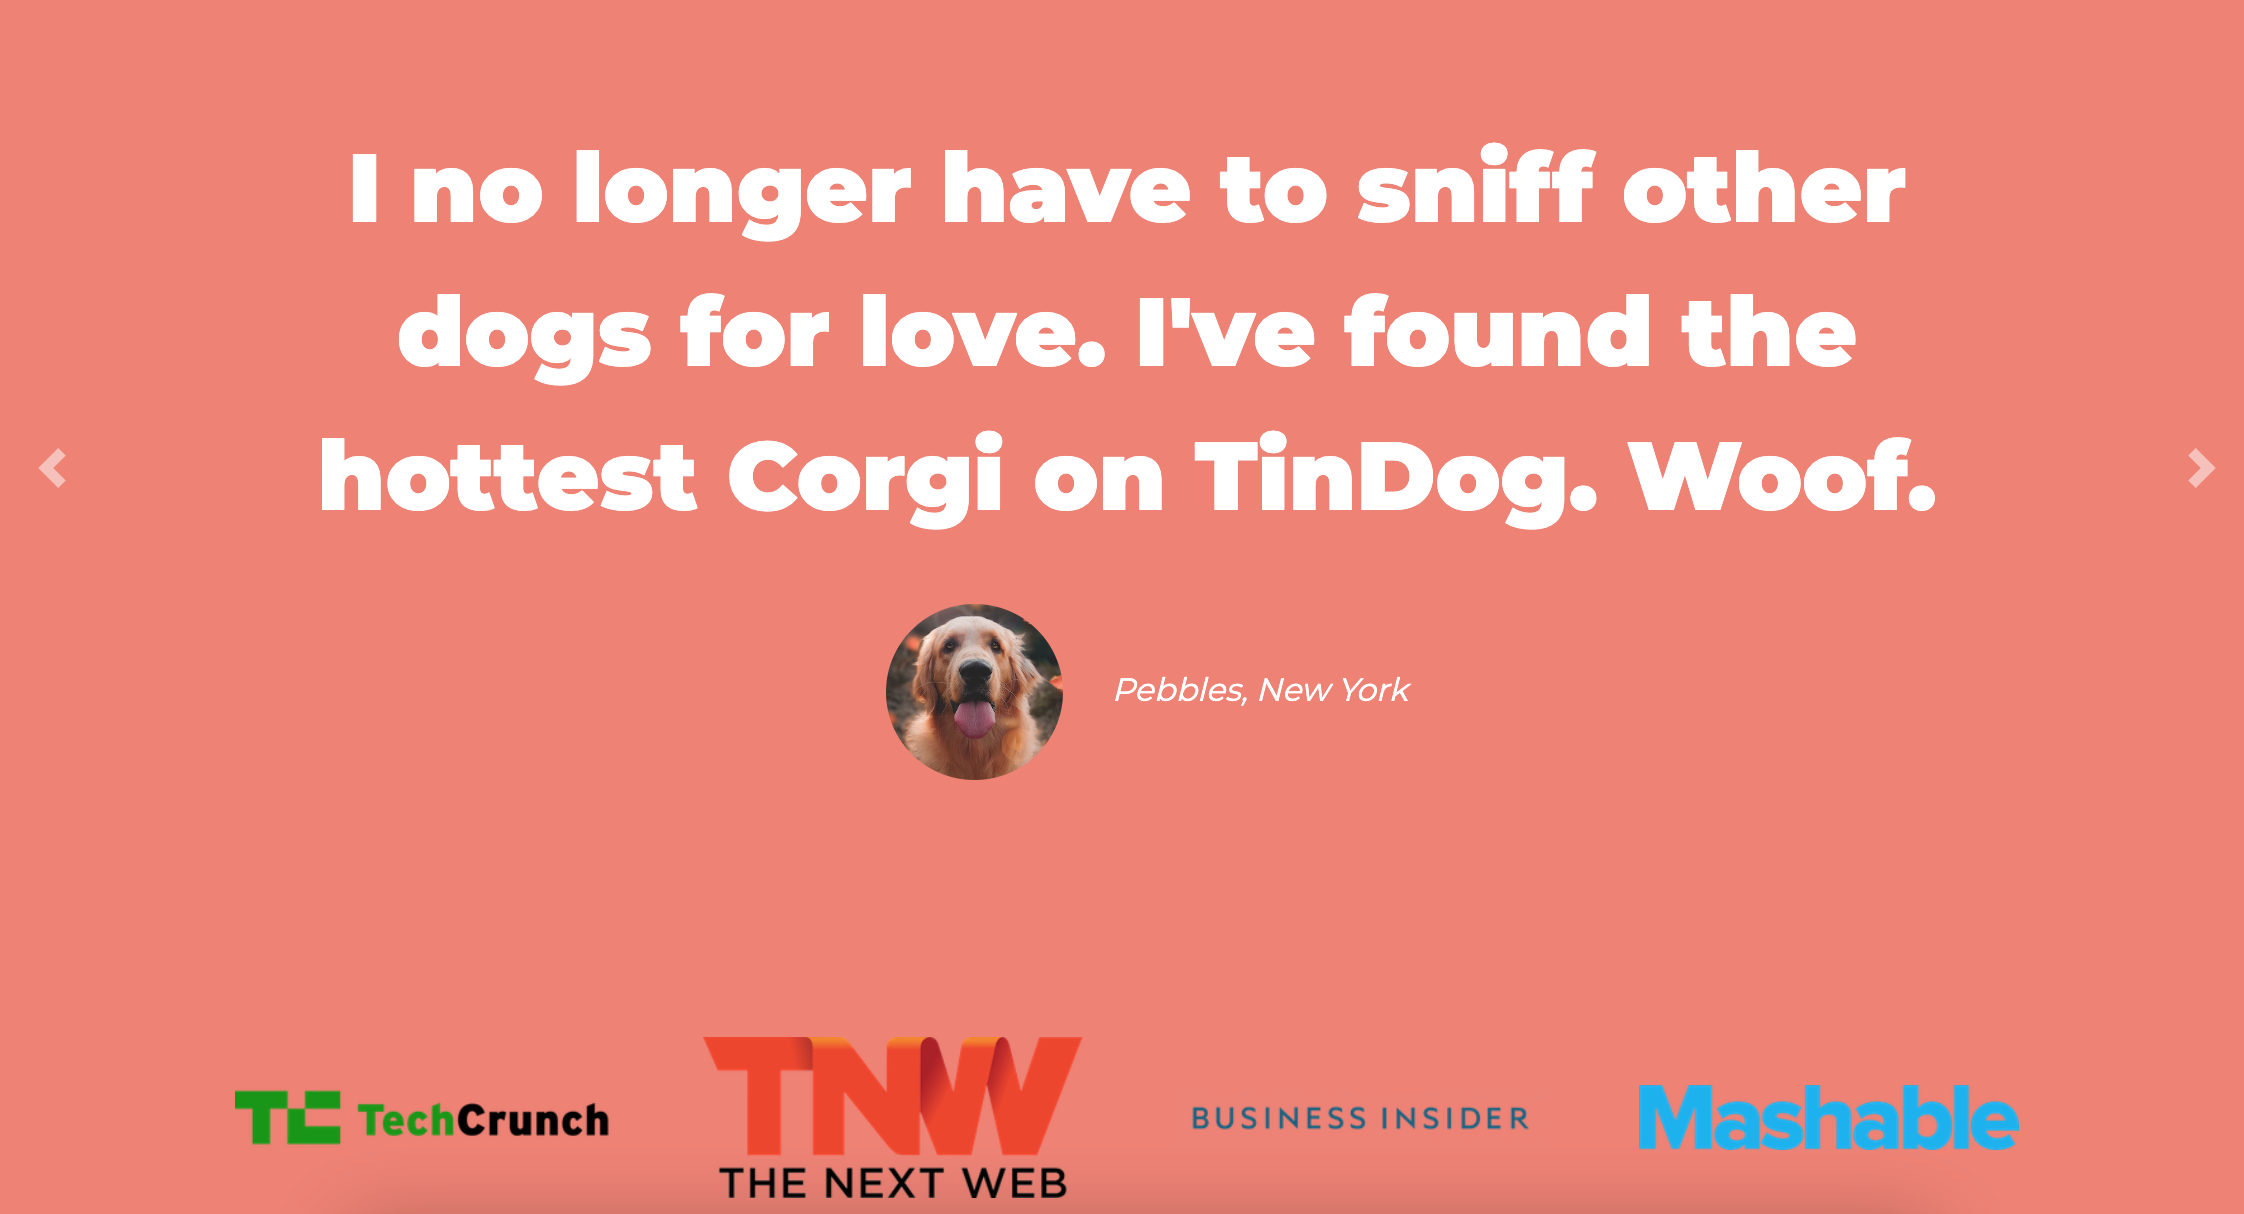 I no longer have to sniff other
dogs for love. I've found the
hottest Corgi on TinDog. Woof.
Pebbles, New York
TC TechCrunch
TNW
THE NEXT WEB
BUSINESS INSIDER
Mashable